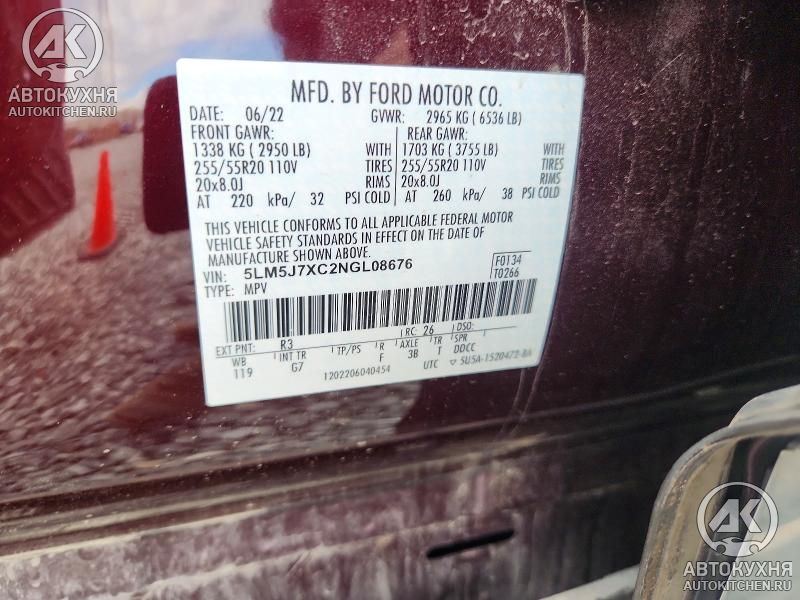 АК
АВТОКУХНЯ
AUTOKITCHEN.RU
MFD. BY FORD MOTOR CO.
DATE: 06/22 GVWR: 2965 KG ( 6536 LB)
FRONT GAWR: REAR GAWR:
1338 KG ( 2950 LB) WITH 1703 KG ( 3755 LB) WITH
255/55R20 110V TIRES 255/55R20 110V TIRES
20x8.0J RIMS 20x8.0J RIMS
AT 220 kPa/ 32 PSI COLD AT 260 kPa/ 38 PSI COLD
THIS VEHICLE CONFORMS TO ALL APPLICABLE FEDERAL MOTOR
VEHICLE SAFETY STANDARDS IN EFFECT ON THE DATE OF
MANUFACTURE SHOWN ABOVE.
VIN: 5LM5J7XC2NGL08676 F0134
TYPE: MPV T0266
EXT PNT: R3 RC: 26 DSO:
WB INT TR TP/PS R AXLE TR SPR
119 G7 F 3B T DDCC
1202206040454 UTC ▽ 5U5A-1520472-BA
АК
АВТОКУХНЯ
AUTOKITCHEN.RU